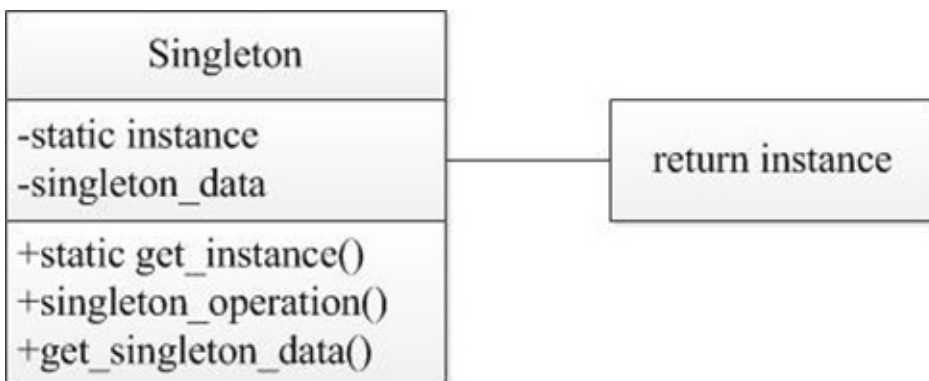 Singleton
-static instance
-singleton_data
+static get_instance()
+singleton_operation()
+get_singleton_data()
return instance